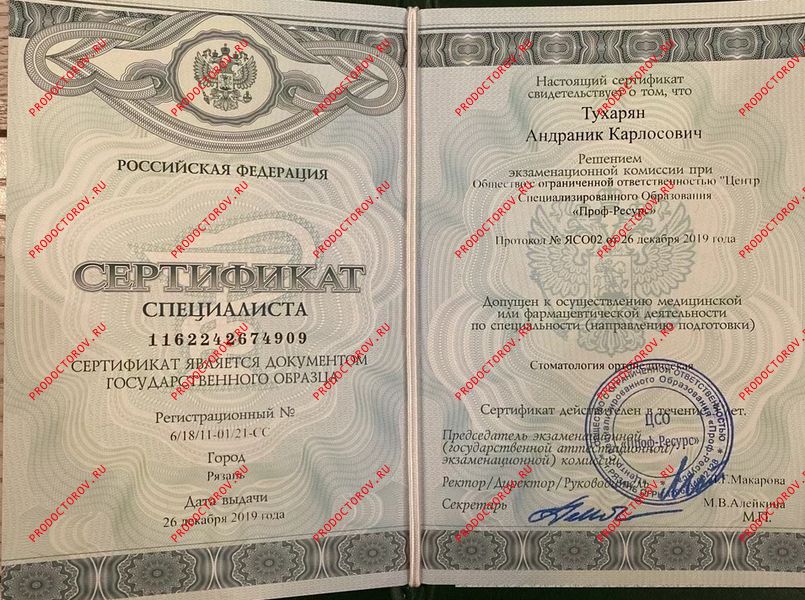 РОССИЙСКАЯ ФЕДЕРАЦИЯ
СЕРТИФИКАТ
СПЕЦИАЛИСТА
1162242674909
СЕРТИФИКАТ ЯВЛЯЕТСЯ ДОКУМЕНТОМ
ГОСУДАРСТВЕННОГО ОБРАЗЦА
Регистрационный №
6/18/11-01/21-СС
Город
Рязань
Дата выдачи
26 декабря 2019 года
Настоящий сертификат
свидетельствует о том, что
Тухарян
Андраник Карлосович
Решением
экзаменационной комиссии при
Обществес ограниченной ответственностью "Центр
Специализированного Образования
«Проф-Ресурс»
Протокол № ЯСО02 от 26 декабря 2019 года
Допущен к осуществлению медицинской
или фармацевтической деятельности
по специальности (направлению подготовки)
Стоматология ортопедическая
Сертификат действителен в течение лет.
Председатель экзаменационной
(государственной аттестационной/
экзаменационной) комиссии
Ректор/Директор/Руководитель
Макарова
Секретарь
М.В.Алейкина
М.П.
ЦСО
«Проф-Ресурс»
PRODOCTOROV.RU